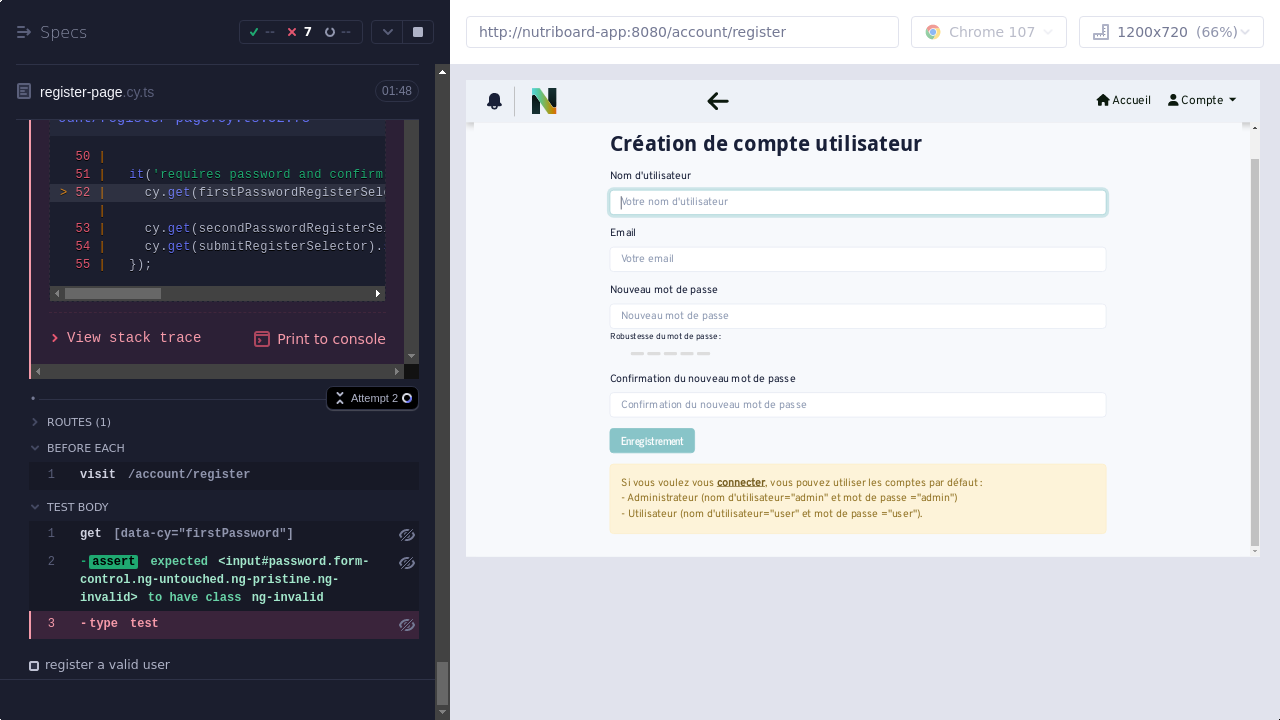 Specs
--
7
--
http://nutriboard-app:8080/account/register
Chrome 107
1200x720 (66%)
register-page.cy.ts
01:48
50 |
51 | it('requires password and confirm
> 52 | cy.get(firstPasswordRegisterSel
|
53 | cy.get(secondPasswordRegisterSe
54 | cy.get(submitRegisterSelector).
55 | });
View stack trace
Print to console
Attempt 2
ROUTES (1)
BEFORE EACH
1 visit /account/register
TEST BODY
1 get [data-cy="firstPassword"]
2 -assert expected <input#password.form-
control.ng-untouched.ng-pristine.ng-
invalid> to have class ng-invalid
3 -type test
register a valid user
N
Accueil
Compte
Création de compte utilisateur
Nom d'utilisateur
Votre nom d'utilisateur
Email
Votre email
Nouveau mot de passe
Nouveau mot de passe
Robustesse du mot de passe :
Confirmation du nouveau mot de passe
Confirmation du nouveau mot de passe
Enregistrement
Si vous voulez vous connecter, vous pouvez utiliser les comptes par défaut :
- Administrateur (nom d'utilisateur="admin" et mot de passe ="admin")
- Utilisateur (nom d'utilisateur="user" et mot de passe ="user").